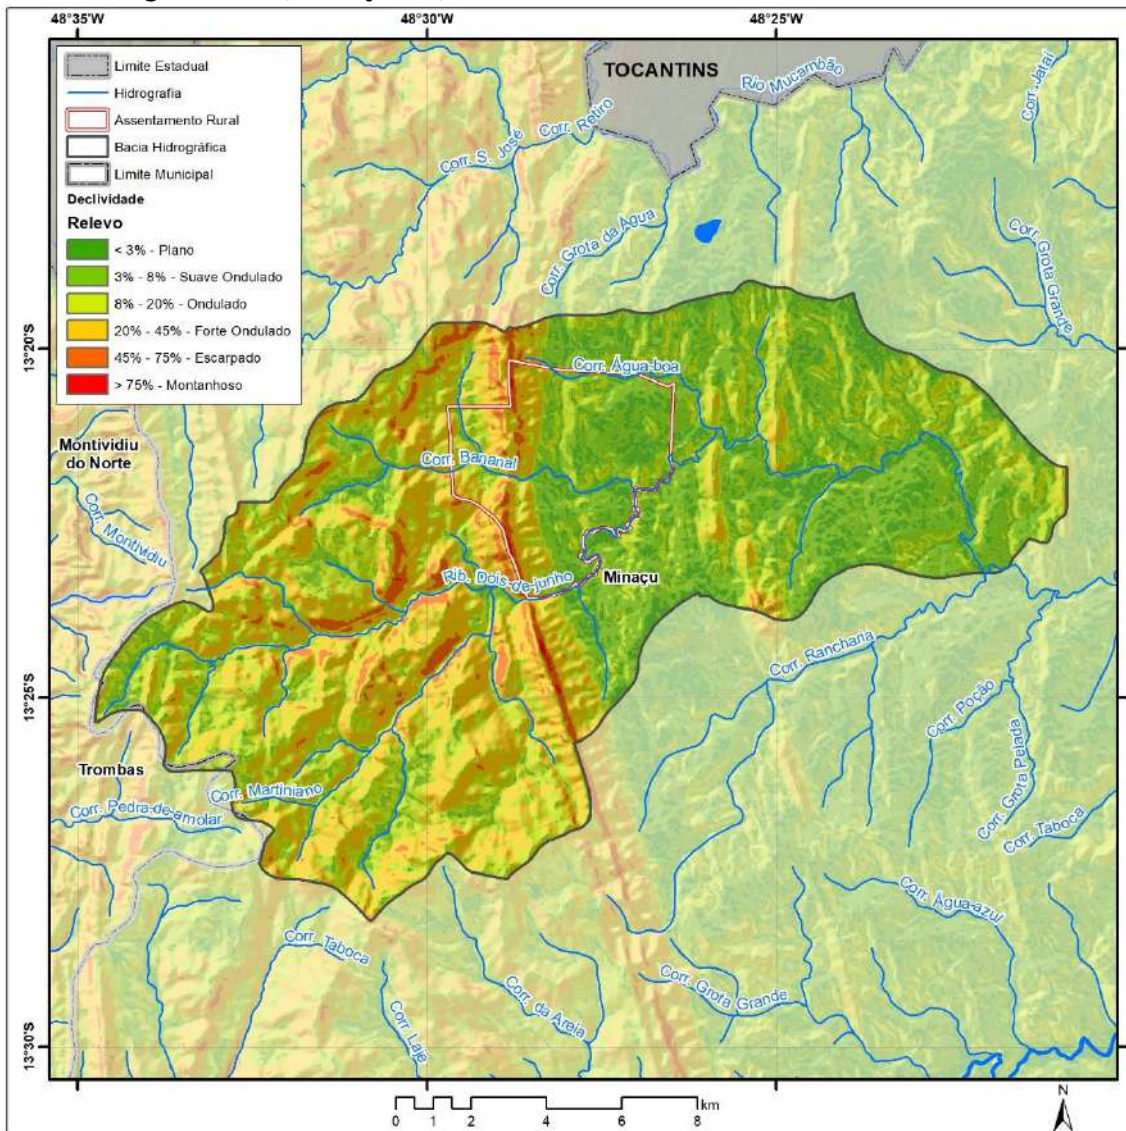 48°35'W
48°30'W
48°25'W
Limite Estadual
Hidrografia
Assentamento Rural
Bacia Hidrográfica
Limite Municipal
Declividade
Relevo
< 3% - Plano
3% - 8% - Suave Ondulado
8% - 20% - Ondulado
20% - 45% - Forte Ondulado
45% - 75% - Escarpado
> 75% - Montanhoso
TOCANTINS
Rio Mucambão
Corr. Jataí
Corr. Retiro
Corr. S. José
Corr. Grota da Água
Corr. Grota Grande
13°20'S
Corr. Água-boa
Montividiu
do Norte
Corr. Bananal
Corr. Montividiu
Rib. Dois-de-junho
Minaçu
Corr. Rancharia
13°25'S
Corr. Poção
Corr. Grota Pelada
Trombas
Corr. Martiniano
Corr. Pedra-de-amolar
Corr. Taboca
Corr. Água-azul
Corr. Taboca
Corr. Grota Grande
Corr. da Areia
Corr. Laje
13°30'S
N
km
0 1 2 4 6 8